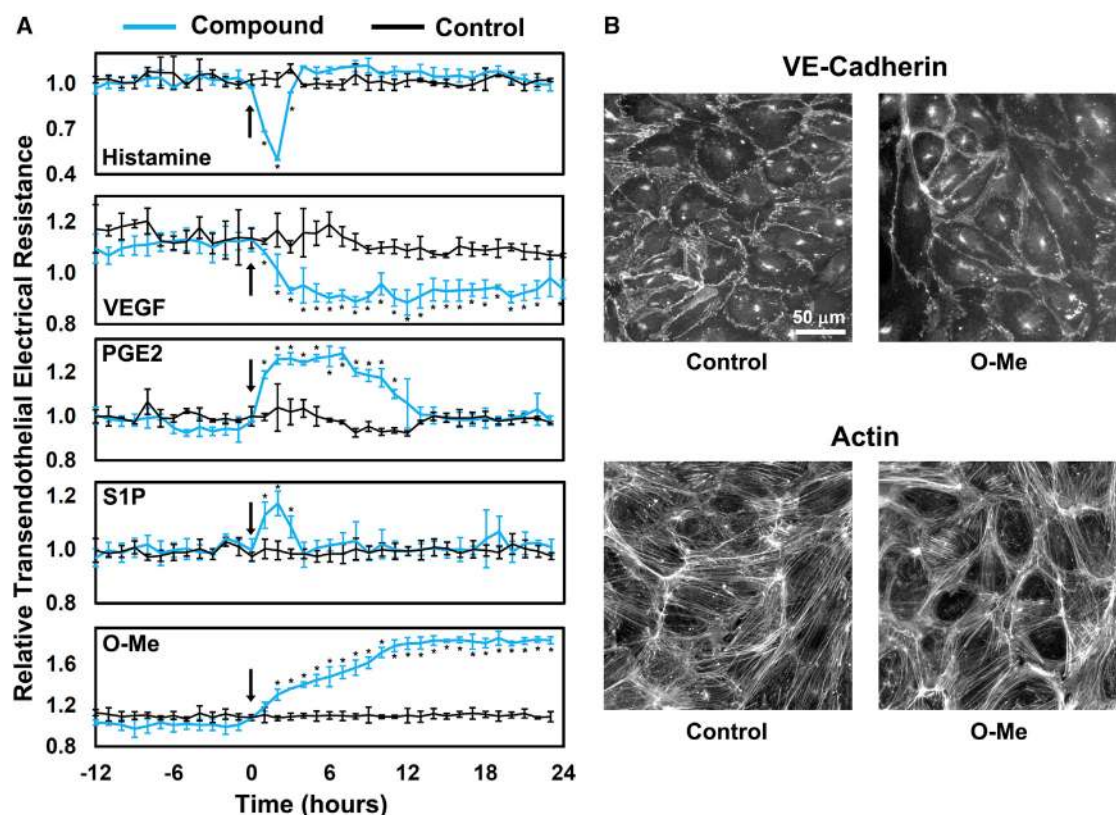 A
Compound
Control
B
Relative Transendothelial Electrical Resistance
1.0
0.7
0.4
Histamine
1.2
1.0
0.8
VEGF
PGE2
1.2
1.0
0.8
S1P
1.2
1.0
0.8
O-Me
1.6
1.2
0.8
-12
-6
0
6
12
18
24
Time (hours)
VE-Cadherin
50 µm
Control
O-Me
Actin
Control
O-Me